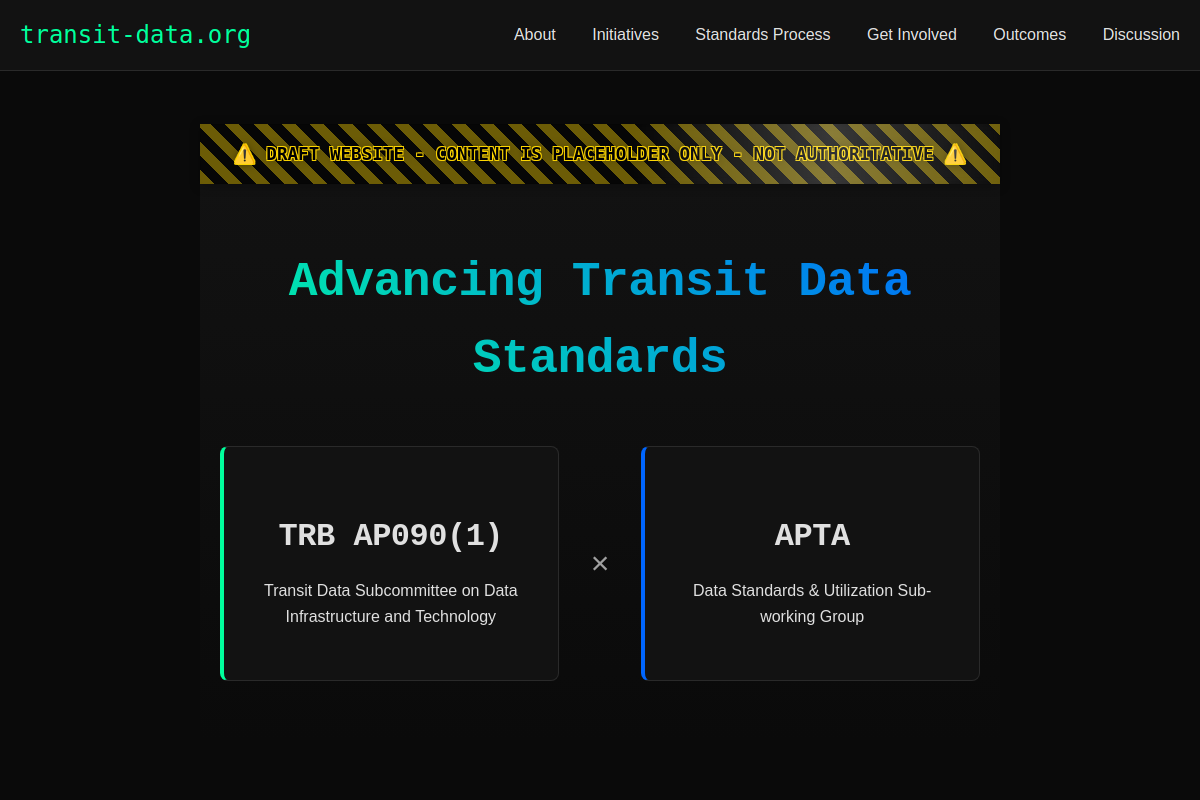 transit-data.org
About Initiatives Standards Process Get Involved Outcomes Discussion
⚠️ DRAFT WEBSITE - CONTENT IS PLACEHOLDER ONLY - NOT AUTHORITATIVE ⚠️
Advancing Transit Data
Standards
TRB AP090(1)
Transit Data Subcommittee on Data
Infrastructure and Technology
×
APTA
Data Standards & Utilization Sub-
working Group